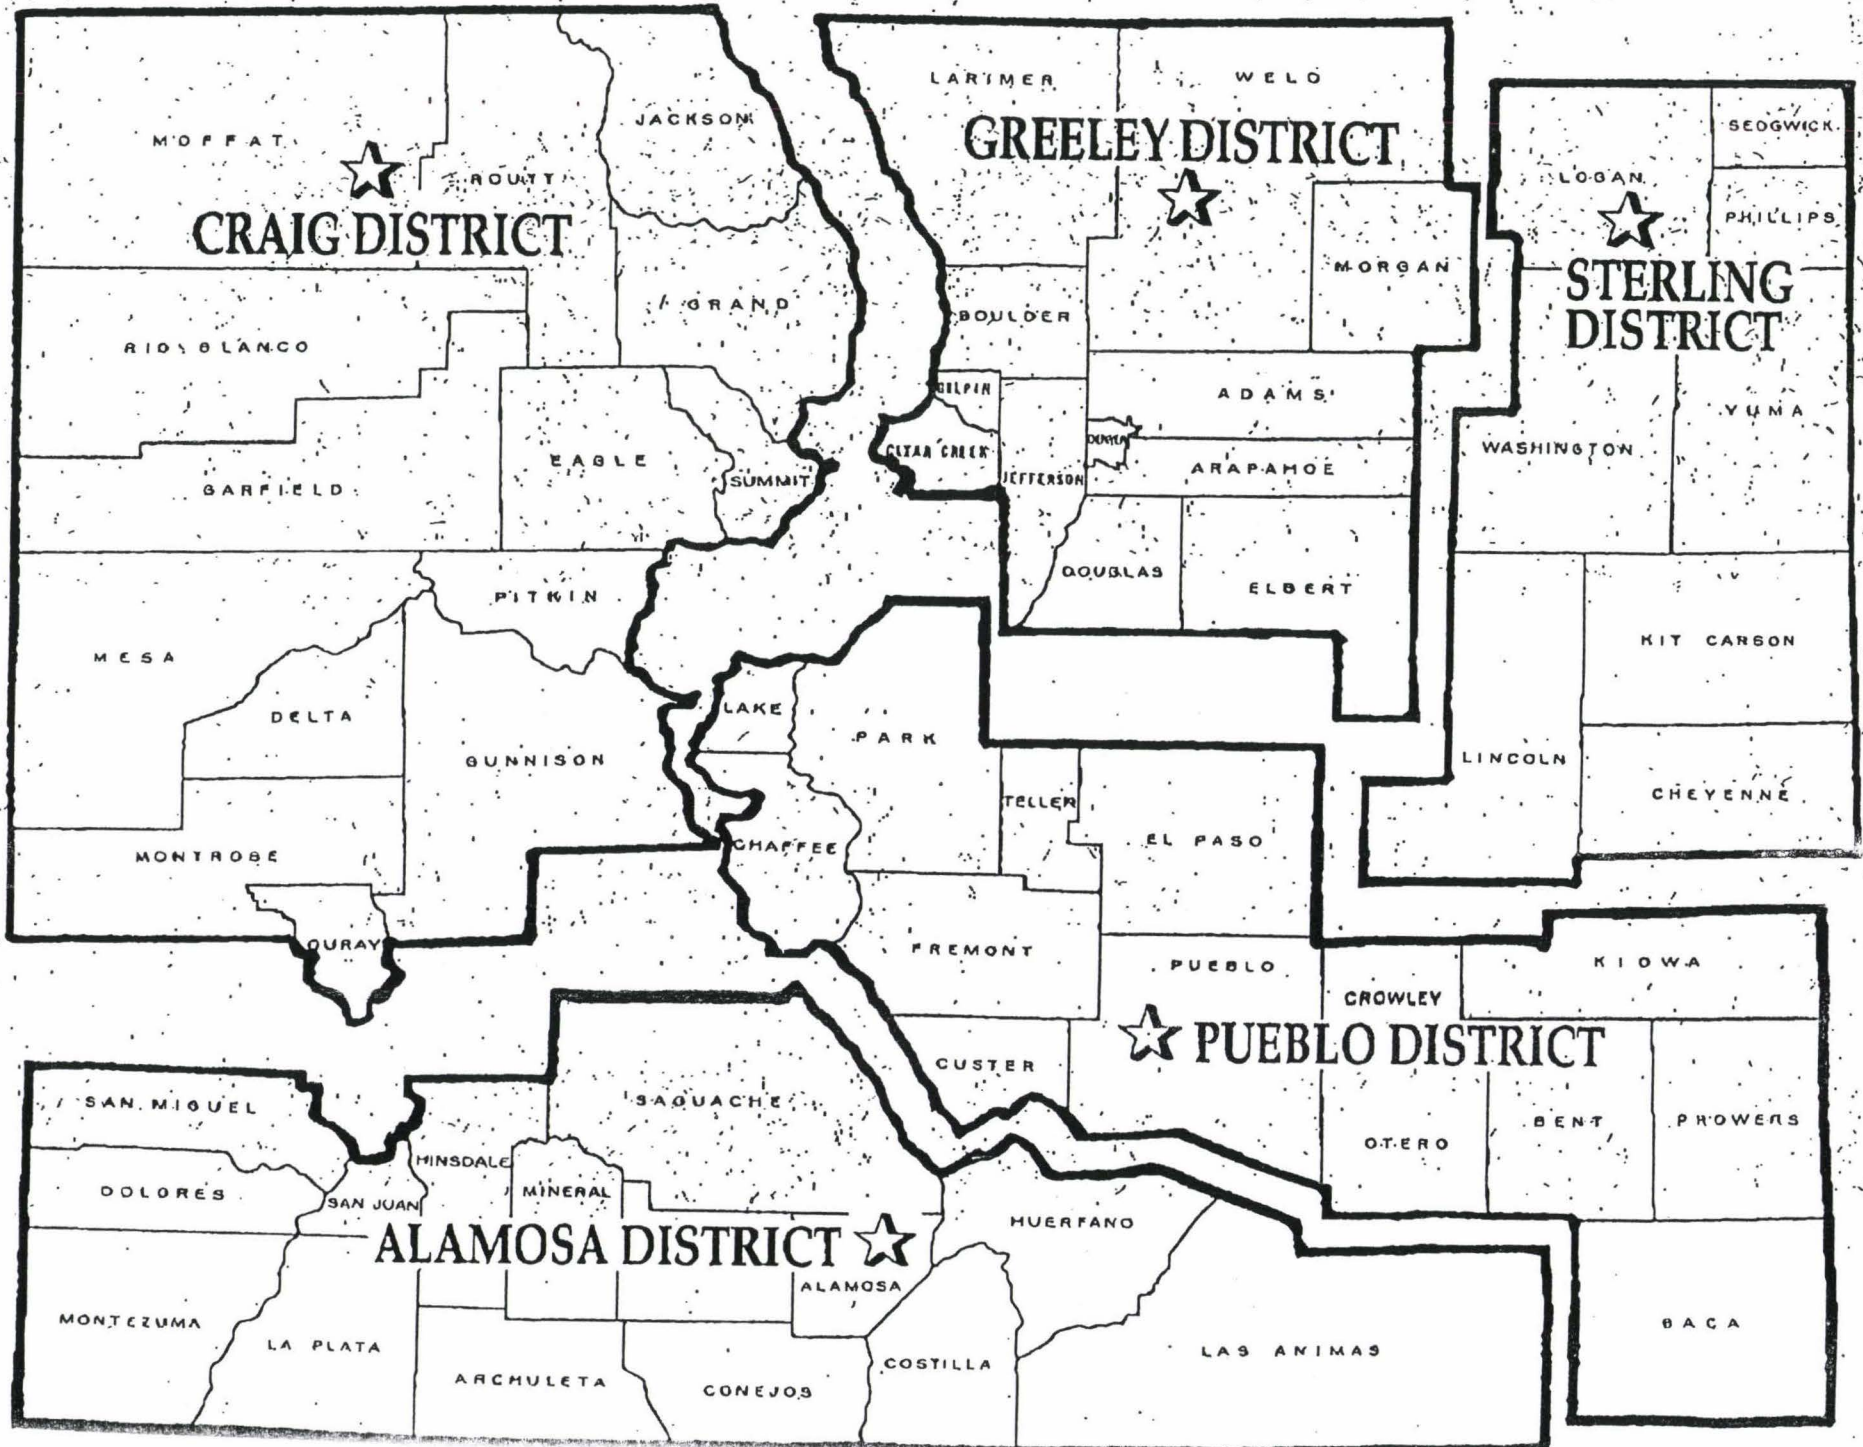 LARIMER
WELD
JACKSON
GREELEY DISTRICT
MOFFAT
ROUTT
SEDGWICK
LOGAN
PHILLIPS
CRAIG DISTRICT
MORGAN
STERLING
DISTRICT
GRAND
BOULDER
RIO BLANCO
GILPIN
ADAMS
YUMA
DENVER
CLEAR CREEK
WASHINGTON
EAGLE
ARAPAHOE
SUMMIT
JEFFERSON
GARFIELD
DOUGLAS
ELBERT
PITKIN
KIT CARSON
MESA
LAKE
DELTA
PARK
GUNNISON
LINCOLN
CHEYENNE
TELLER
EL PASO
CHAFFEE
MONTROSE
OURAY
FREMONT
PUEBLO
KIOWA
CROWLEY
PUEBLO DISTRICT
CUSTER
SAN MIGUEL
SAGUACHE
BENT
PROWERS
OTERO
HINSDALE
MINERAL
DOLORES
SAN JUAN
HUERFANO
ALAMOSA DISTRICT
ALAMOSA
MONTEZUMA
LA PLATA
BACA
LAS ANIMAS
COSTILLA
ARCHULETA
CONEJOS